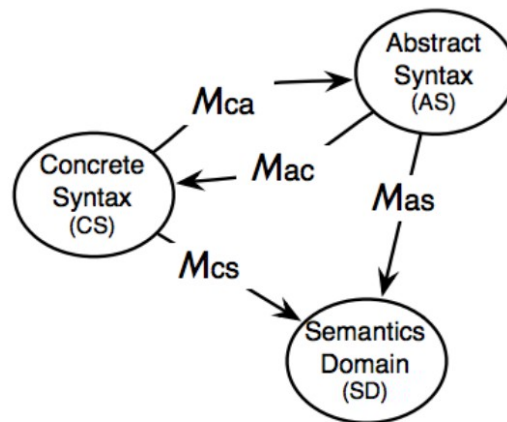 Abstract
Syntax
(AS)
Mca
Mac
Concrete
Syntax
(CS)
Mas
Mcs
Semantics
Domain
(SD)